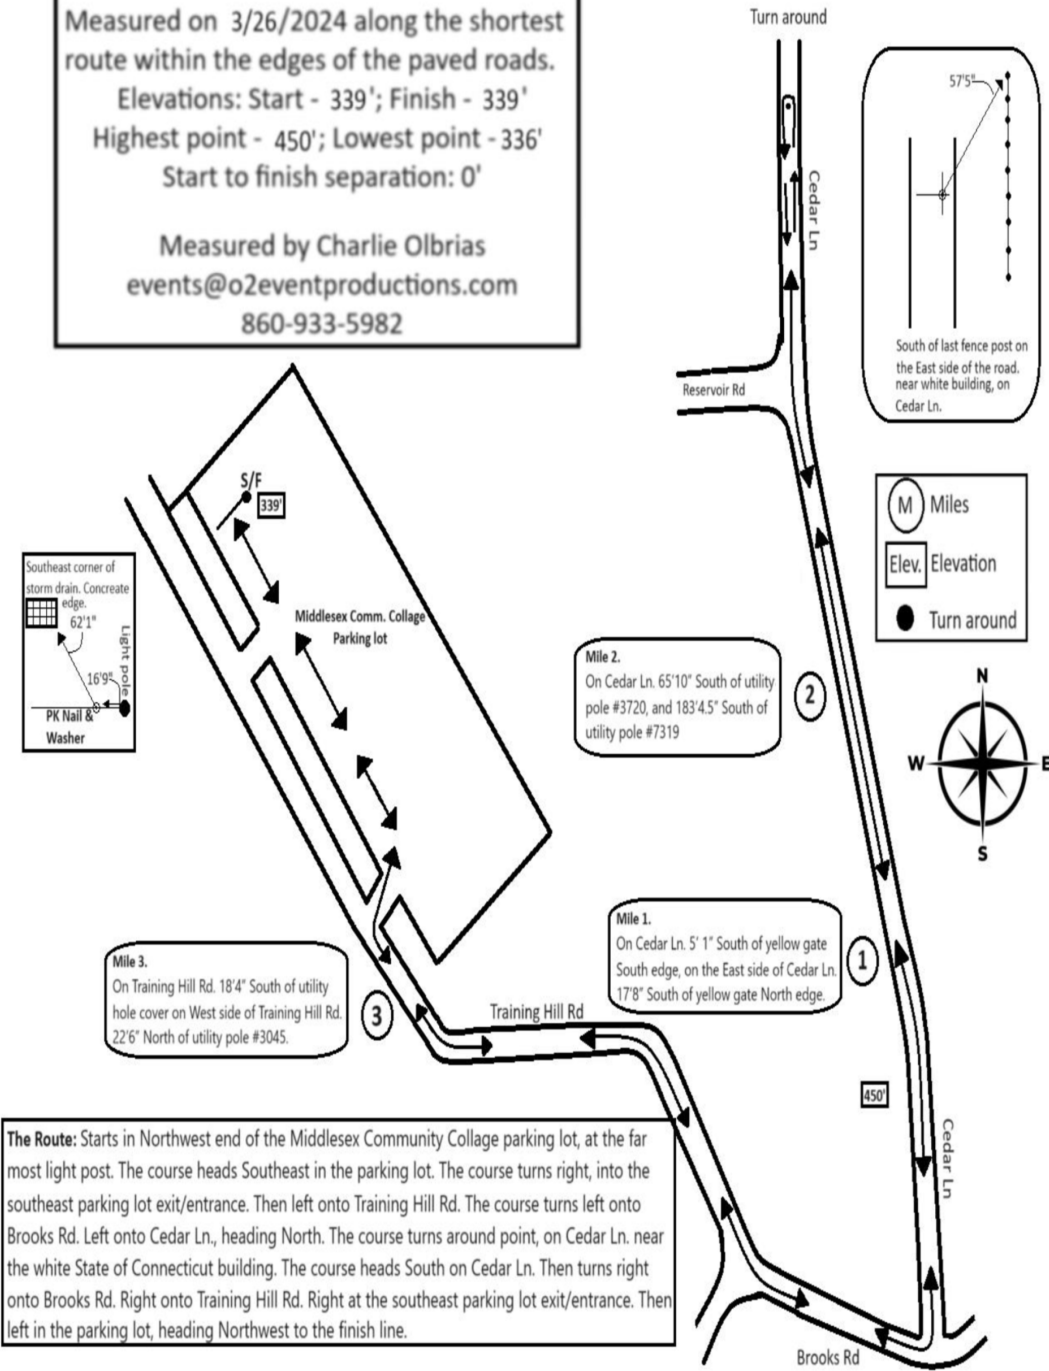 Measured on 3/26/2024 along the shortest
route within the edges of the paved roads.
Elevations: Start - 339'; Finish - 339'
Highest point - 450'; Lowest point - 336'
Start to finish separation: 0'
Measured by Charlie Olbrias
events@o2eventproductions.com
860-933-5982
Turn around
Cedar Ln
57'5"
South of last fence post on
the East side of the road.
near white building, on
Cedar Ln.
Reservoir Rd
M Miles
Elev. Elevation
Turn around
S/F
339'
Middlesex Comm. Collage
Parking lot
Southeast corner of
storm drain. Concreate
edge.
62'1"
Light pole
16'9"
PK Nail &
Washer
Mile 2.
On Cedar Ln. 65'10" South of utility
pole #3720, and 183'4.5" South of
utility pole #7319
2
N
W E
S
Mile 1.
On Cedar Ln. 5' 1" South of yellow gate
South edge, on the East side of Cedar Ln.
17'8" South of yellow gate North edge.
1
Mile 3.
On Training Hill Rd. 18'4" South of utility
hole cover on West side of Training Hill Rd.
22'6" North of utility pole #3045.
3
Training Hill Rd
450'
Cedar Ln
The Route: Starts in Northwest end of the Middlesex Community Collage parking lot, at the far
most light post. The course heads Southeast in the parking lot. The course turns right, into the
southeast parking lot exit/entrance. Then left onto Training Hill Rd. The course turns left onto
Brooks Rd. Left onto Cedar Ln., heading North. The course turns around point, on Cedar Ln. near
the white State of Connecticut building. The course heads South on Cedar Ln. Then turns right
onto Brooks Rd. Right onto Training Hill Rd. Right at the southeast parking lot exit/entrance. Then
left in the parking lot, heading Northwest to the finish line.
Brooks Rd